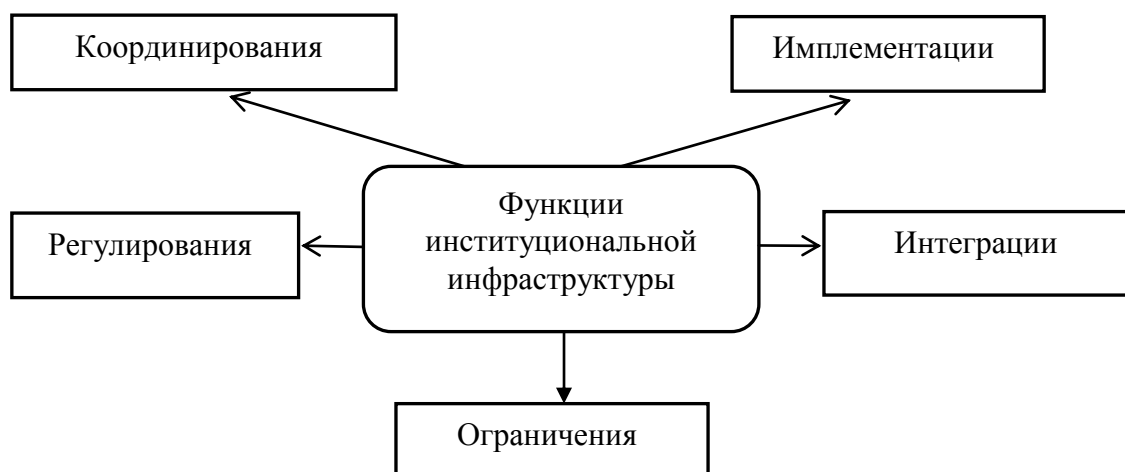 Координирования
Имплементации
Функции
институциональной
инфраструктуры
Регулирования
Интеграции
Ограничения